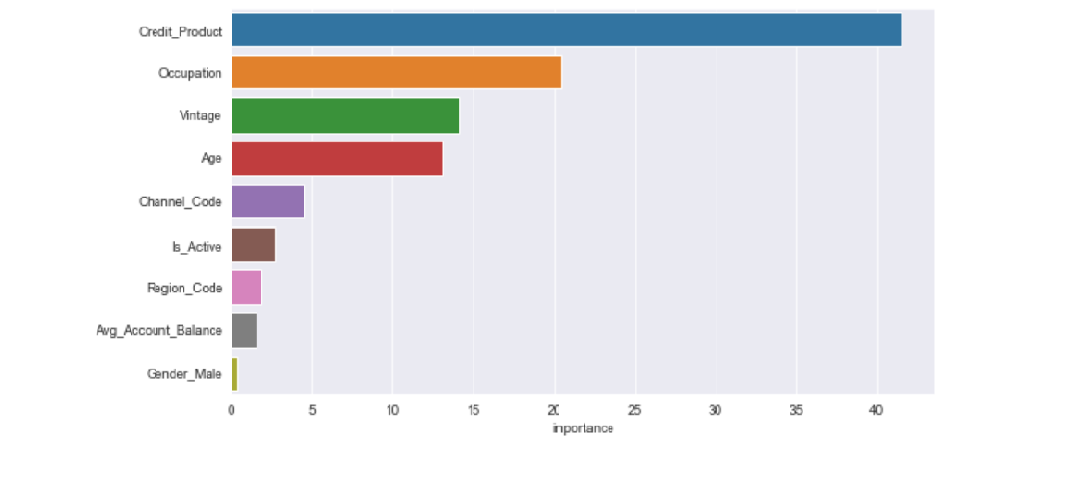 Credit_Product
Occupation
Vintage
Age
Channel_Code
Is_Active
Region_Code
Avg_Account_Balance
Gender_Male
0 5 10 15 20 25 30 35 40
importance